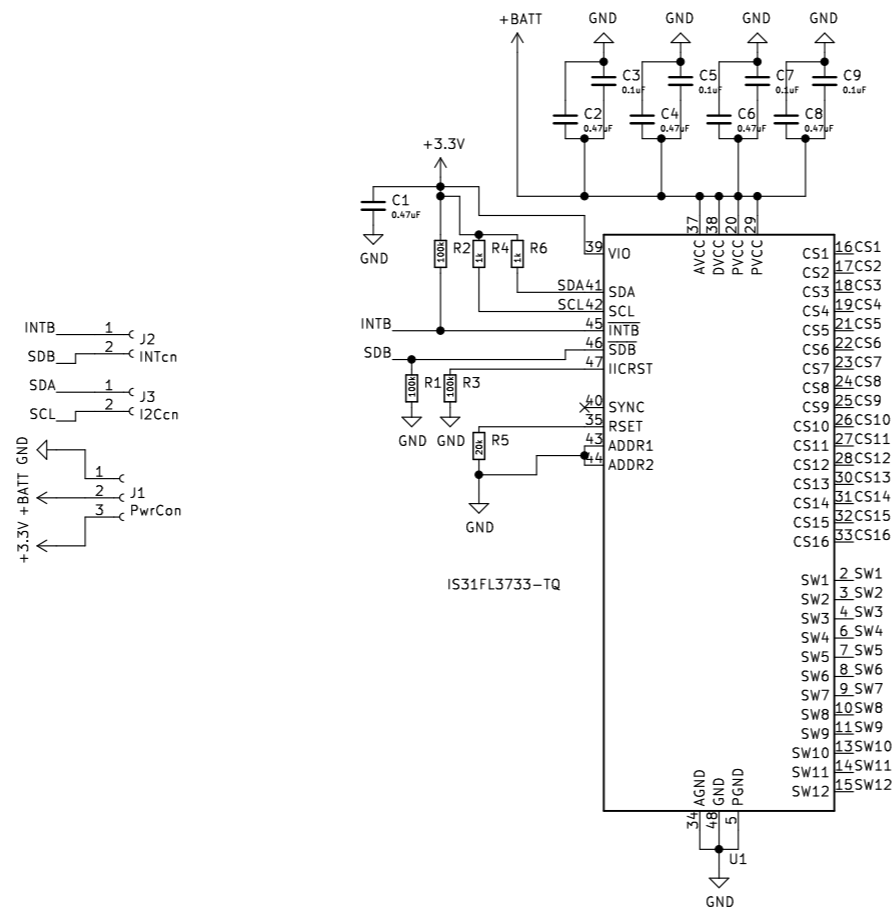 +BATT GND GND GND GND
C3 0.1uF C5 0.1uF C7 0.1uF C9 0.1uF
C2 0.47uF C4 0.47uF C6 0.47uF C8 0.47uF
+3.3V
C1
0.47uF
GND
R2 100k R4 1k R6 1k
37 38 20 29
AVCC DVCC PVCC PVCC
39 VIO
SDA 41 SDA
SCL 42 SCL
INTB 45 INTB
SDB 46 SDB
47 IICRST
R1 100k R3 100k
GND GND
40 SYNC
35 RSET
R5 20k
43 ADDR1
44 ADDR2
GND
INTB 1 J2
SDB 2 INTcn
SDA 1 J3
SCL 2 I2Ccn
GND 1
+BATT 2 J1
+3.3V 3 PwrCon
IS31FL3733-TQ
CS1 16 CS1
CS2 17 CS2
CS3 18 CS3
CS4 19 CS4
CS5 21 CS5
CS6 22 CS6
CS7 23 CS7
CS8 24 CS8
CS9 25 CS9
CS10 26 CS10
CS11 27 CS11
CS12 28 CS12
CS13 30 CS13
CS14 31 CS14
CS15 32 CS15
CS16 33 CS16
SW1 2 SW1
SW2 3 SW2
SW3 4 SW3
SW4 6 SW4
SW5 7 SW5
SW6 8 SW6
SW7 9 SW7
SW8 10 SW8
SW9 11 SW9
SW10 13 SW10
SW11 14 SW11
SW12 15 SW12
AGND GND PGND
34 48 5
U1
GND